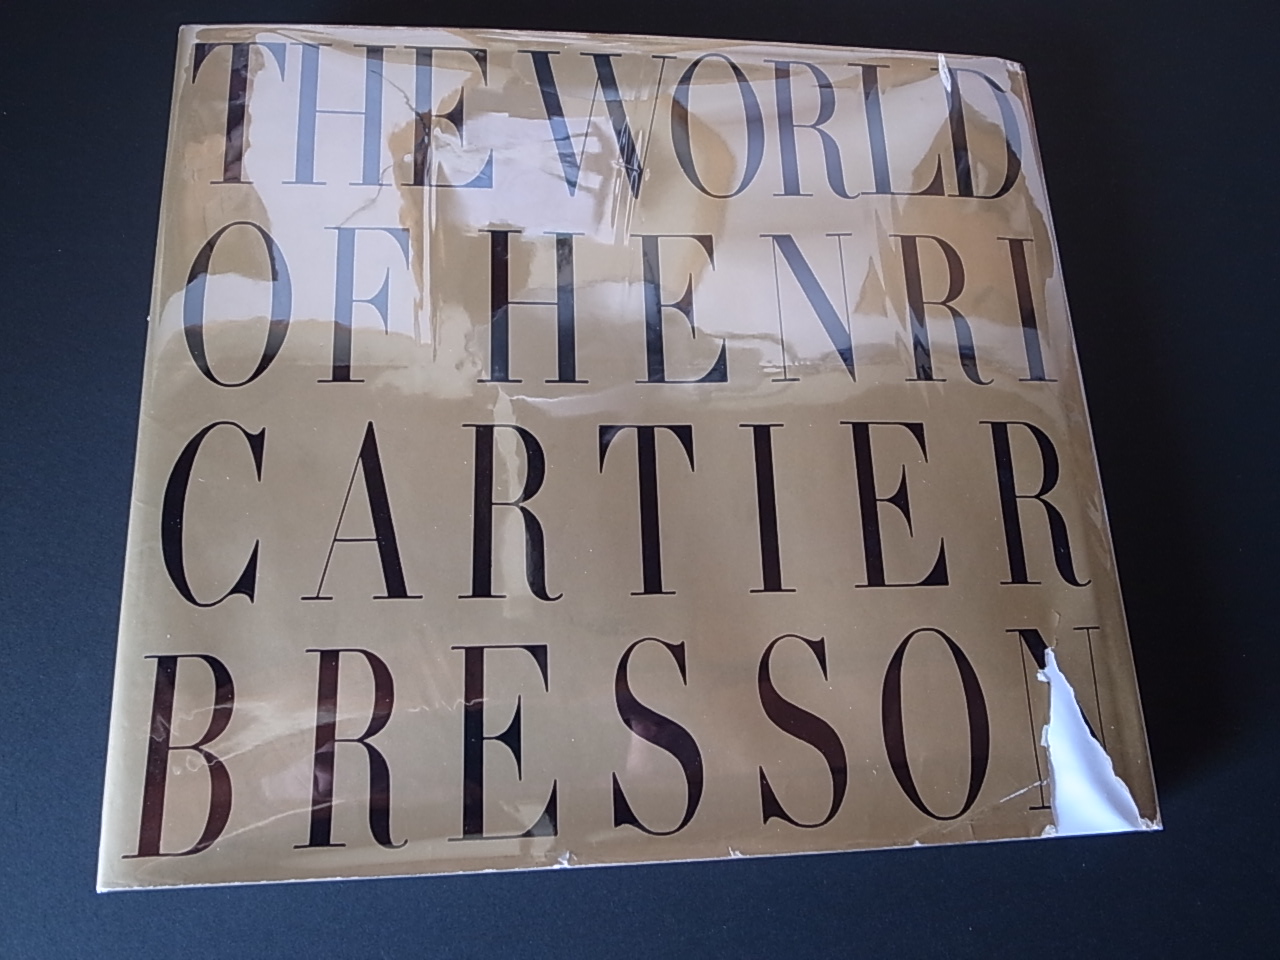 THE WORLD
OF HENRI
CARTIER
BRESSON